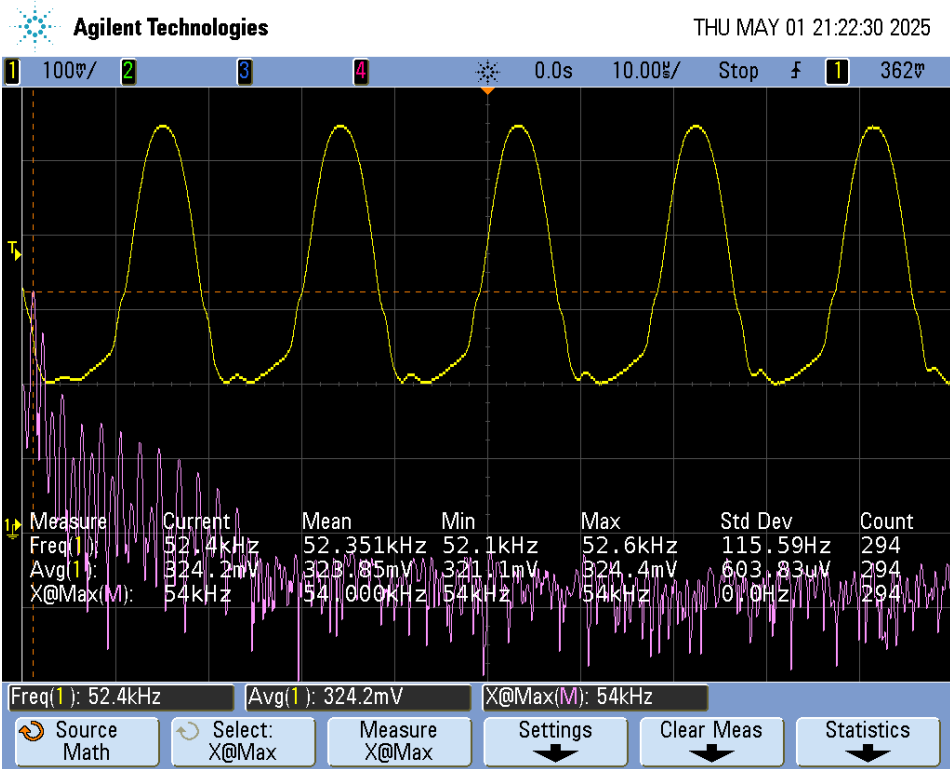 Agilent Technologies THU MAY 01 21:22:30 2025
1 100mV/ 2 3 4 0.0s 10.00us/ Stop 1 362mV
T
1
Measure Current Mean Min Max Std Dev Count
Freq(1): 52.4kHz 52.351kHz 52.1kHz 52.6kHz 115.59Hz 294
Avg(1): 324.2mV 323.85mV 321.1mV 324.4mV 603.83uV 294
X@Max(M): 54kHz 54.000kHz 54kHz 54kHz 0.0Hz 294
Freq(1): 52.4kHz Avg(1): 324.2mV X@Max(M): 54kHz
Source Select: Measure Settings Clear Meas Statistics
Math X@Max X@Max